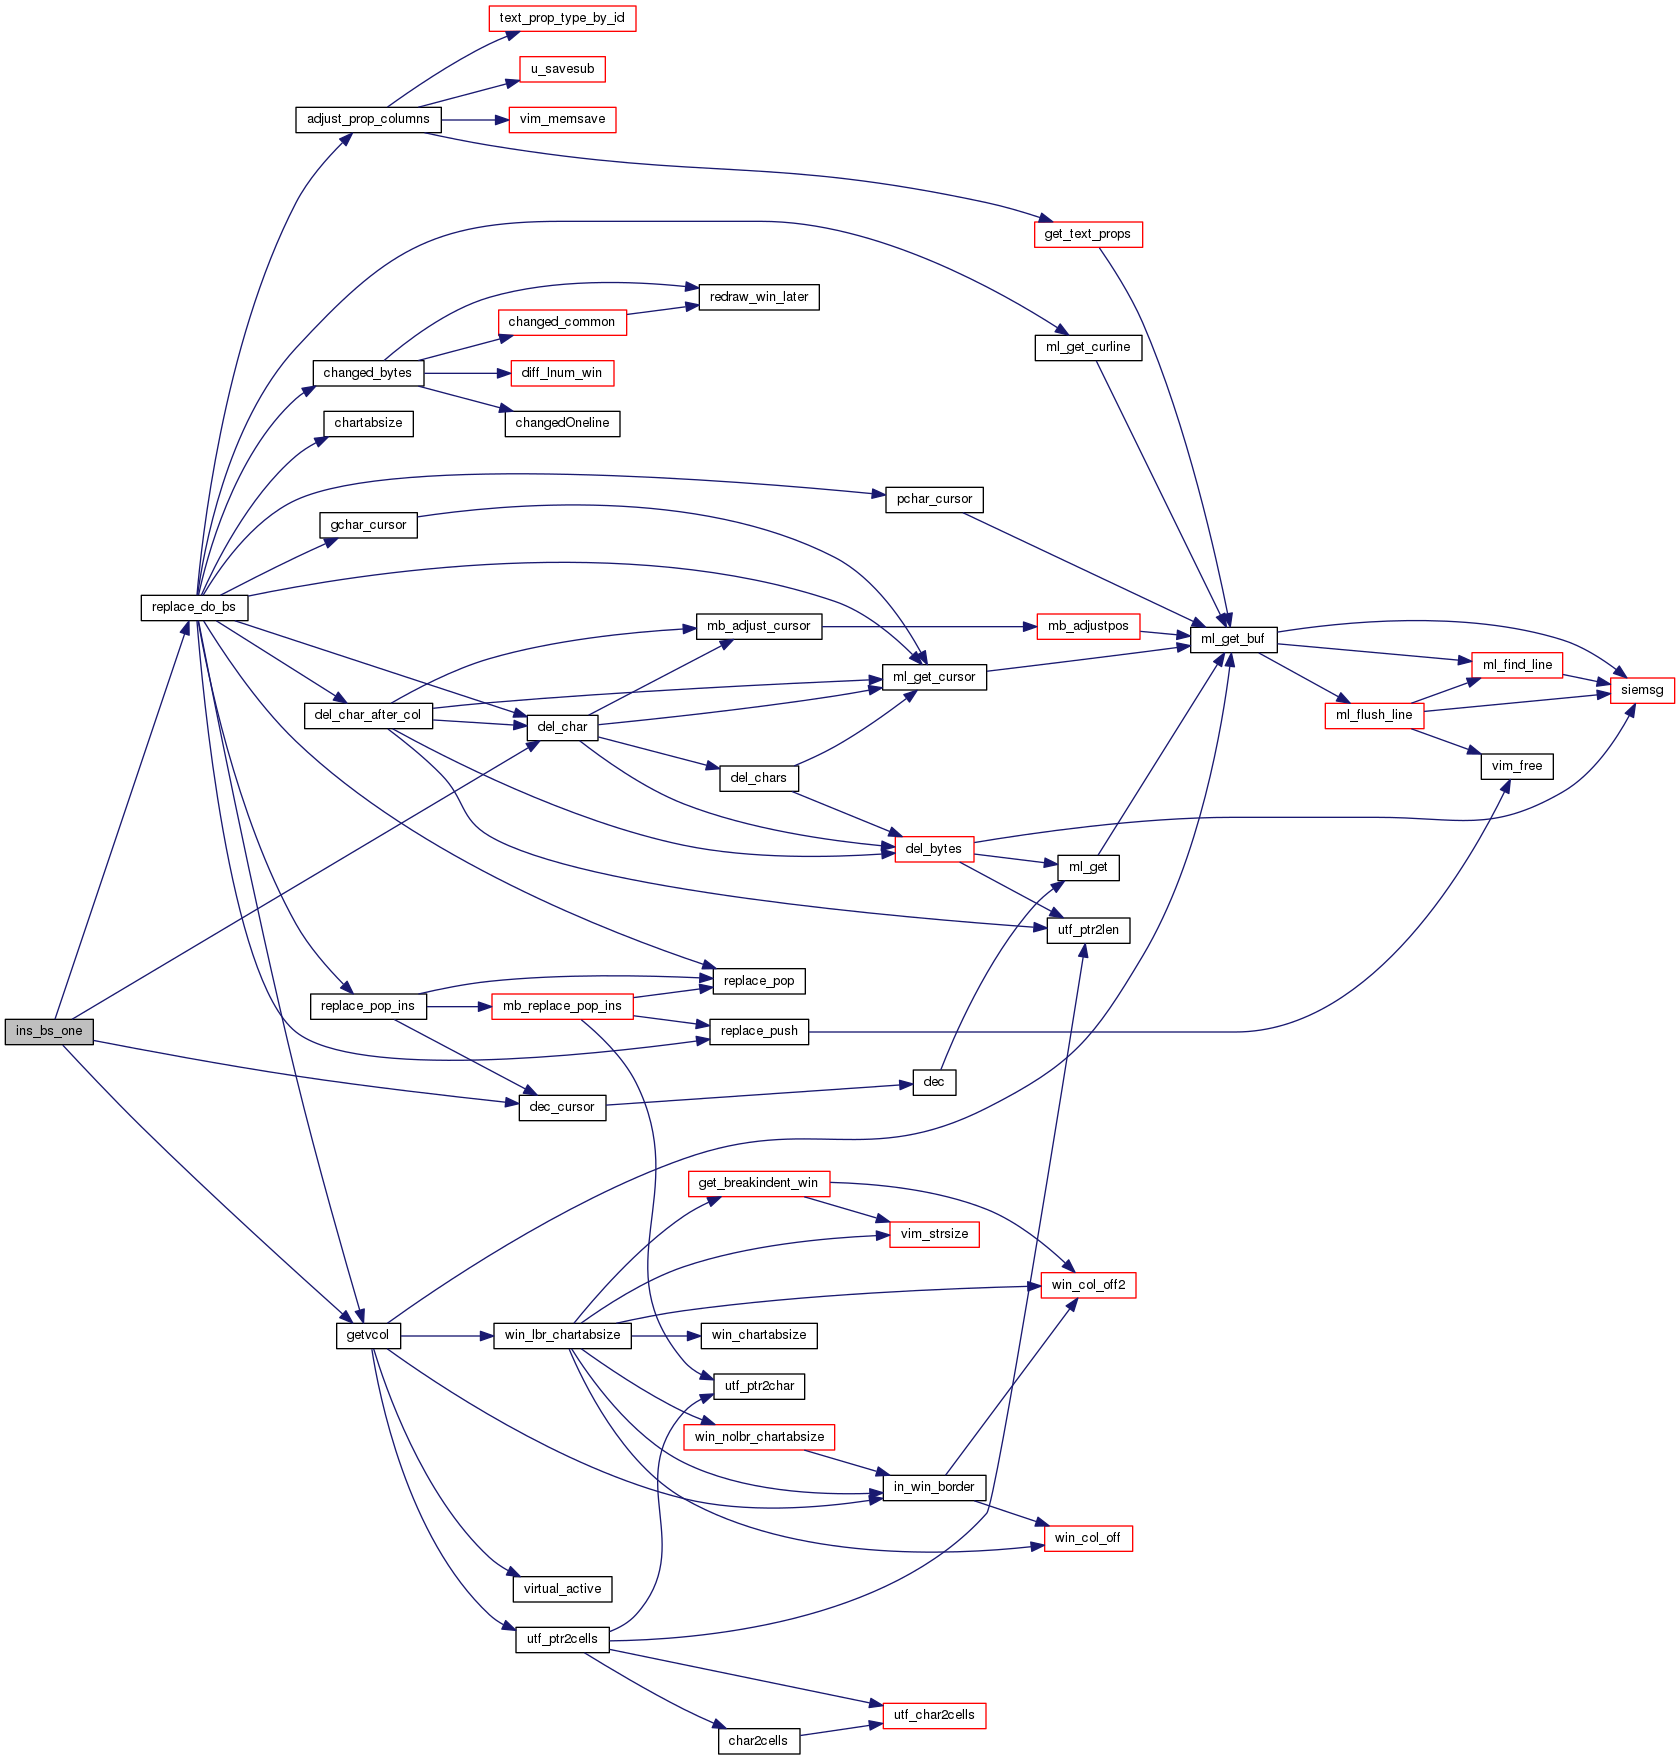 text_prop_type_by_id
u_savesub
adjust_prop_columns
vim_memsave
get_text_props
redraw_win_later
changed_common
ml_get_curline
changed_bytes
diff_lnum_win
chartabsize
changedOneline
pchar_cursor
gchar_cursor
replace_do_bs
mb_adjust_cursor
mb_adjustpos
ml_get_buf
ml_find_line
ml_get_cursor
siemsg
del_char_after_col
ml_flush_line
del_char
vim_free
del_chars
del_bytes
ml_get
utf_ptr2len
replace_pop
replace_pop_ins
mb_replace_pop_ins
ins_bs_one
replace_push
dec
dec_cursor
get_breakindent_win
vim_strsize
win_col_off2
getvcol
win_lbr_chartabsize
win_chartabsize
utf_ptr2char
win_nolbr_chartabsize
in_win_border
win_col_off
virtual_active
utf_ptr2cells
utf_char2cells
char2cells